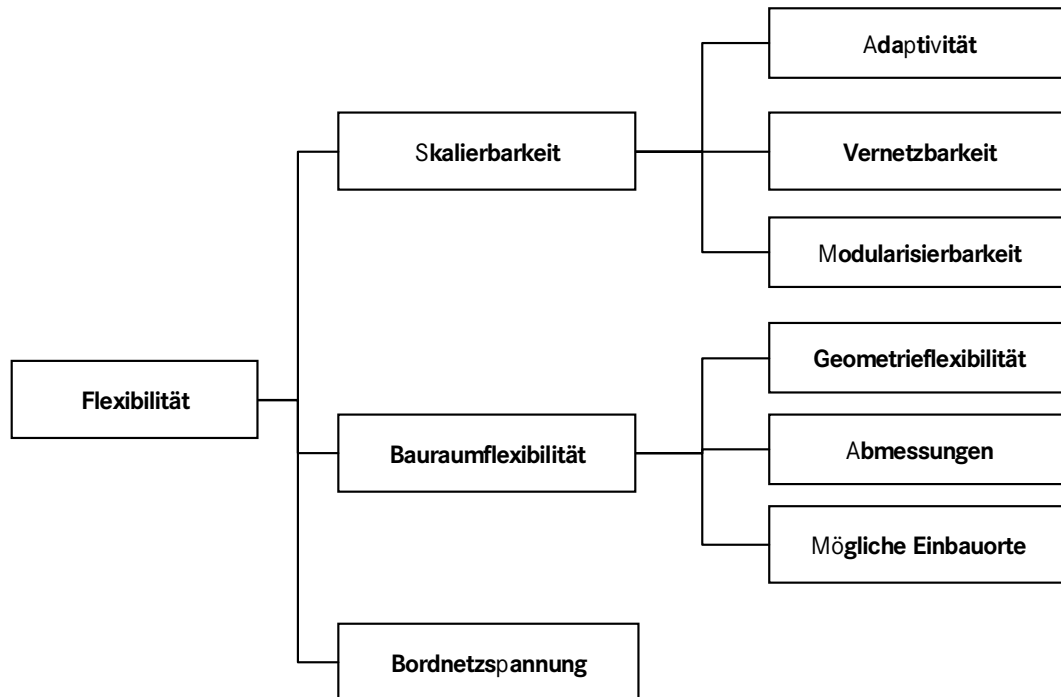 Adaptivität
Skalierbarkeit
Vernetzbarkeit
Modularisierbarkeit
Geometrieflexibilität
Flexibilität
Bauraumflexibilität
Abmessungen
Mögliche Einbauorte
Bordnetzspannung